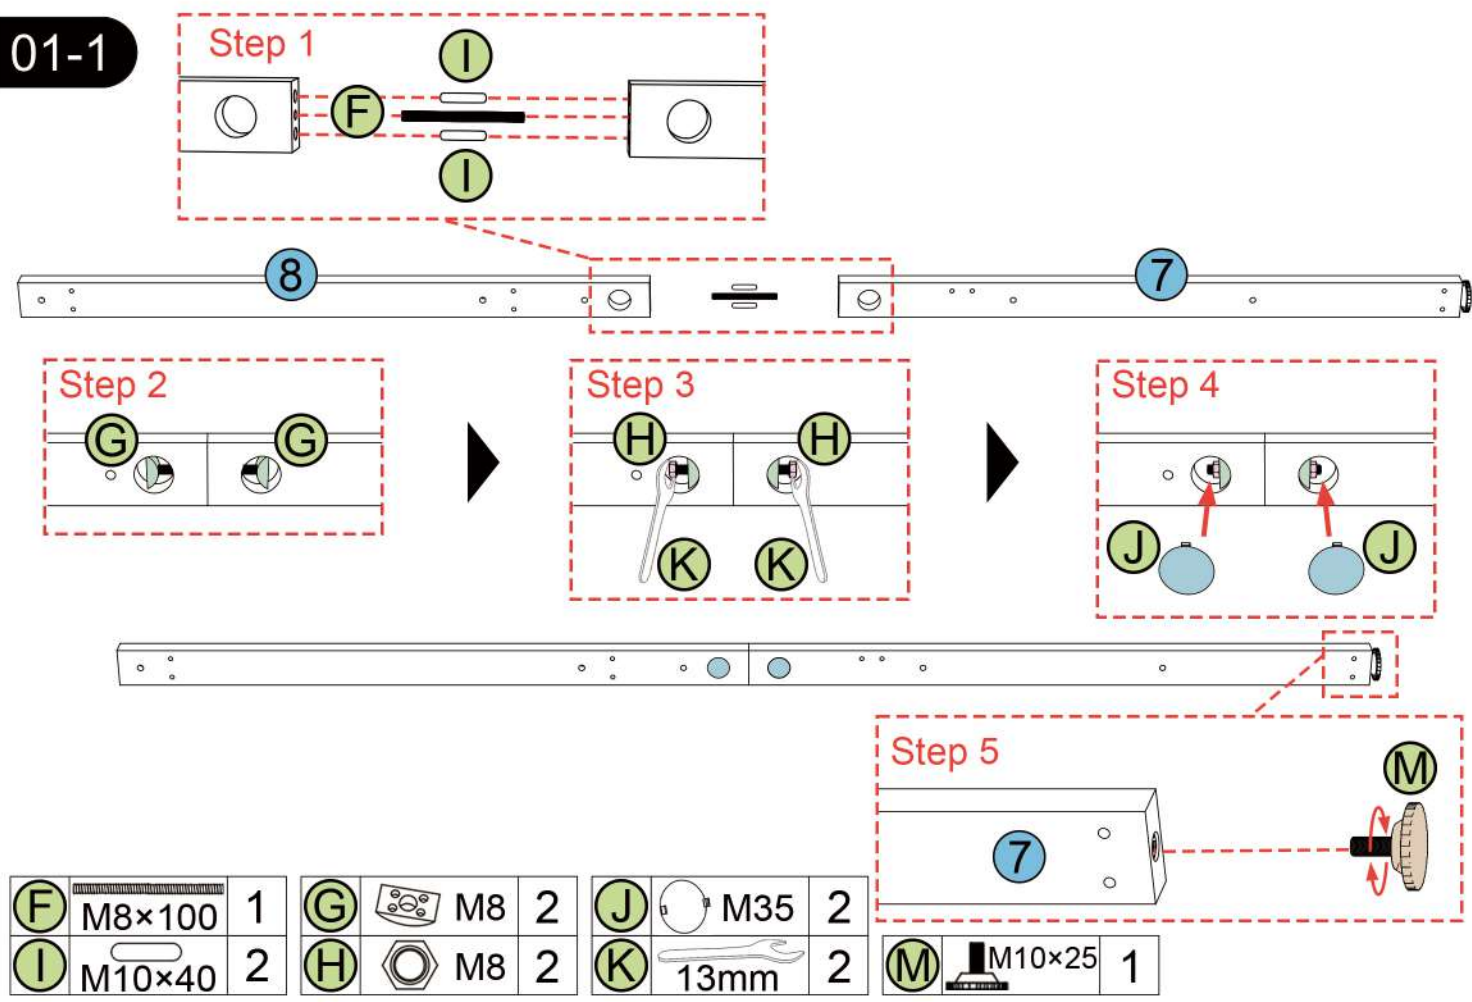 01-1
Step 1
I
F
I
8
7
Step 2
G
G
Step 3
H
H
K
K
Step 4
J
J
Step 5
M
7
F M8×100 1
I M10×40 2
G M8 2
H M8 2
J M35 2
K 13mm 2
M M10×25 1